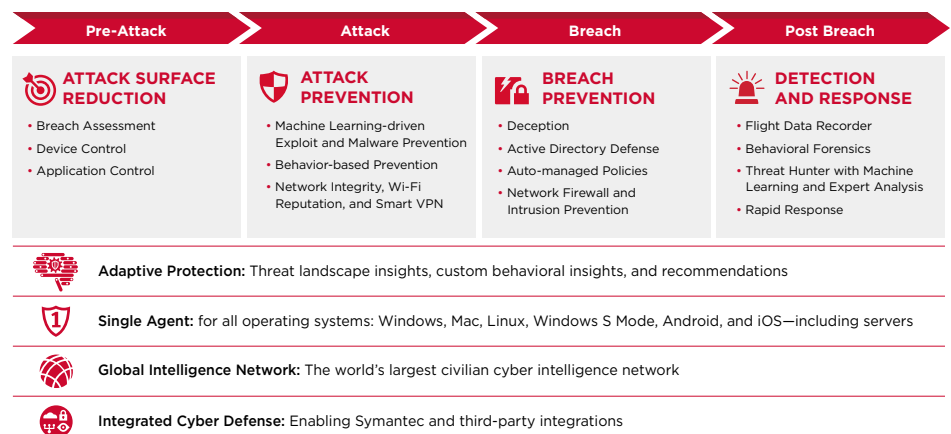 Pre-Attack
Attack
Breach
Post Breach
ATTACK SURFACE
REDUCTION
• Breach Assessment
• Device Control
• Application Control
ATTACK
PREVENTION
• Machine Learning-driven
Exploit and Malware Prevention
• Behavior-based Prevention
• Network Integrity, Wi-Fi
Reputation, and Smart VPN
BREACH
PREVENTION
• Deception
• Active Directory Defense
• Auto-managed Policies
• Network Firewall and
Intrusion Prevention
DETECTION
AND RESPONSE
• Flight Data Recorder
• Behavioral Forensics
• Threat Hunter with Machine
Learning and Expert Analysis
• Rapid Response
Adaptive Protection: Threat landscape insights, custom behavioral insights, and recommendations
1
Single Agent: for all operating systems: Windows, Mac, Linux, Windows S Mode, Android, and iOS—including servers
Global Intelligence Network: The world’s largest civilian cyber intelligence network
Integrated Cyber Defense: Enabling Symantec and third-party integrations